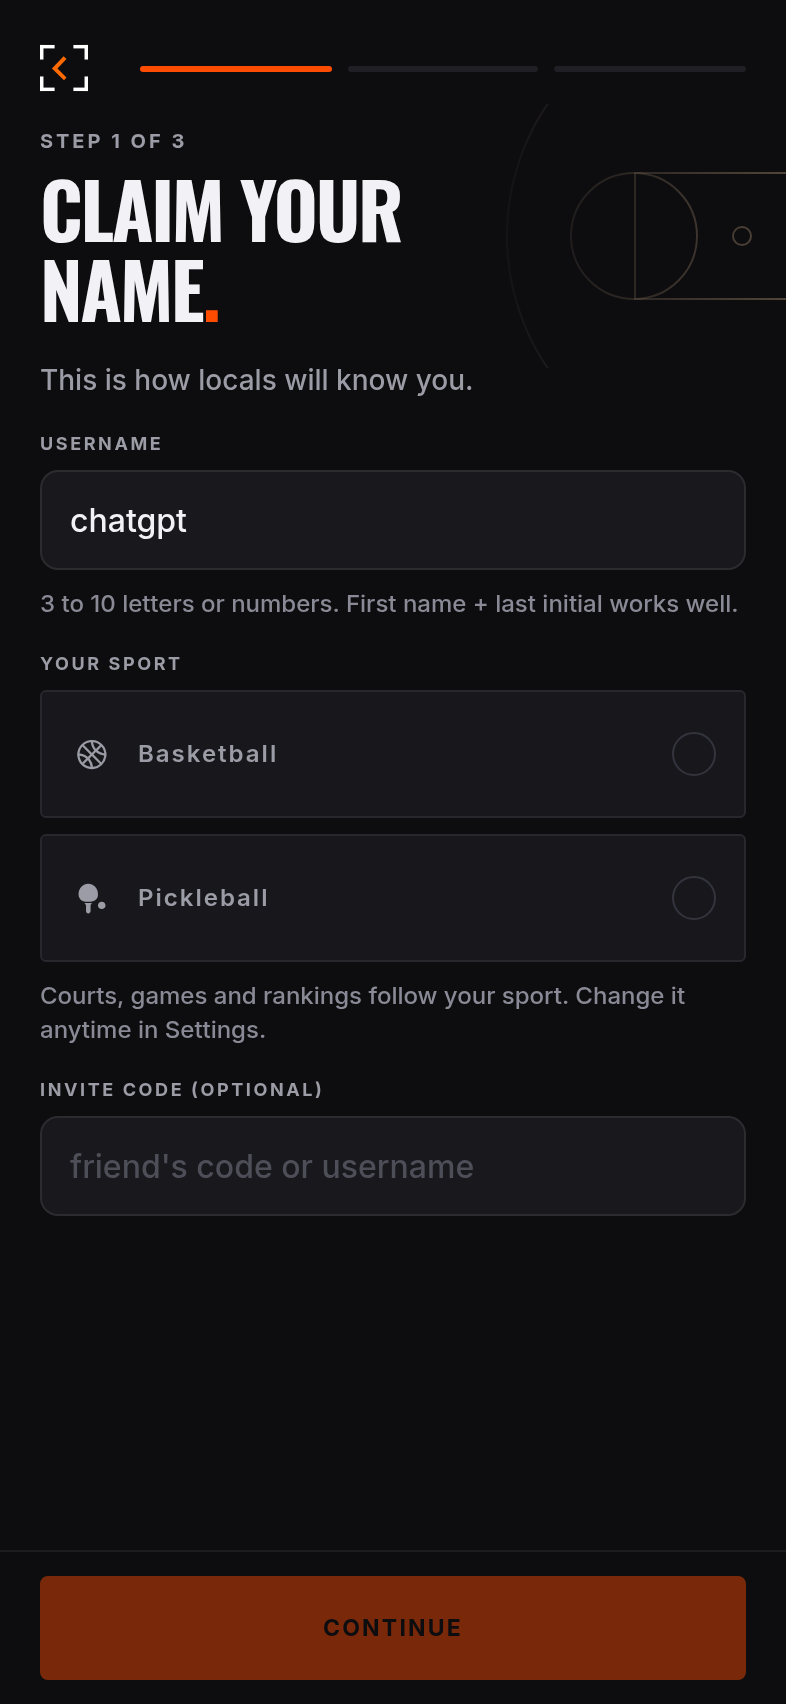 STEP 1 OF 3
CLAIM YOUR
NAME.
This is how locals will know you.
USERNAME
chatgpt
3 to 10 letters or numbers. First name + last initial works well.
YOUR SPORT
Basketball
Pickleball
Courts, games and rankings follow your sport. Change it
anytime in Settings.
INVITE CODE (OPTIONAL)
friend's code or username
CONTINUE